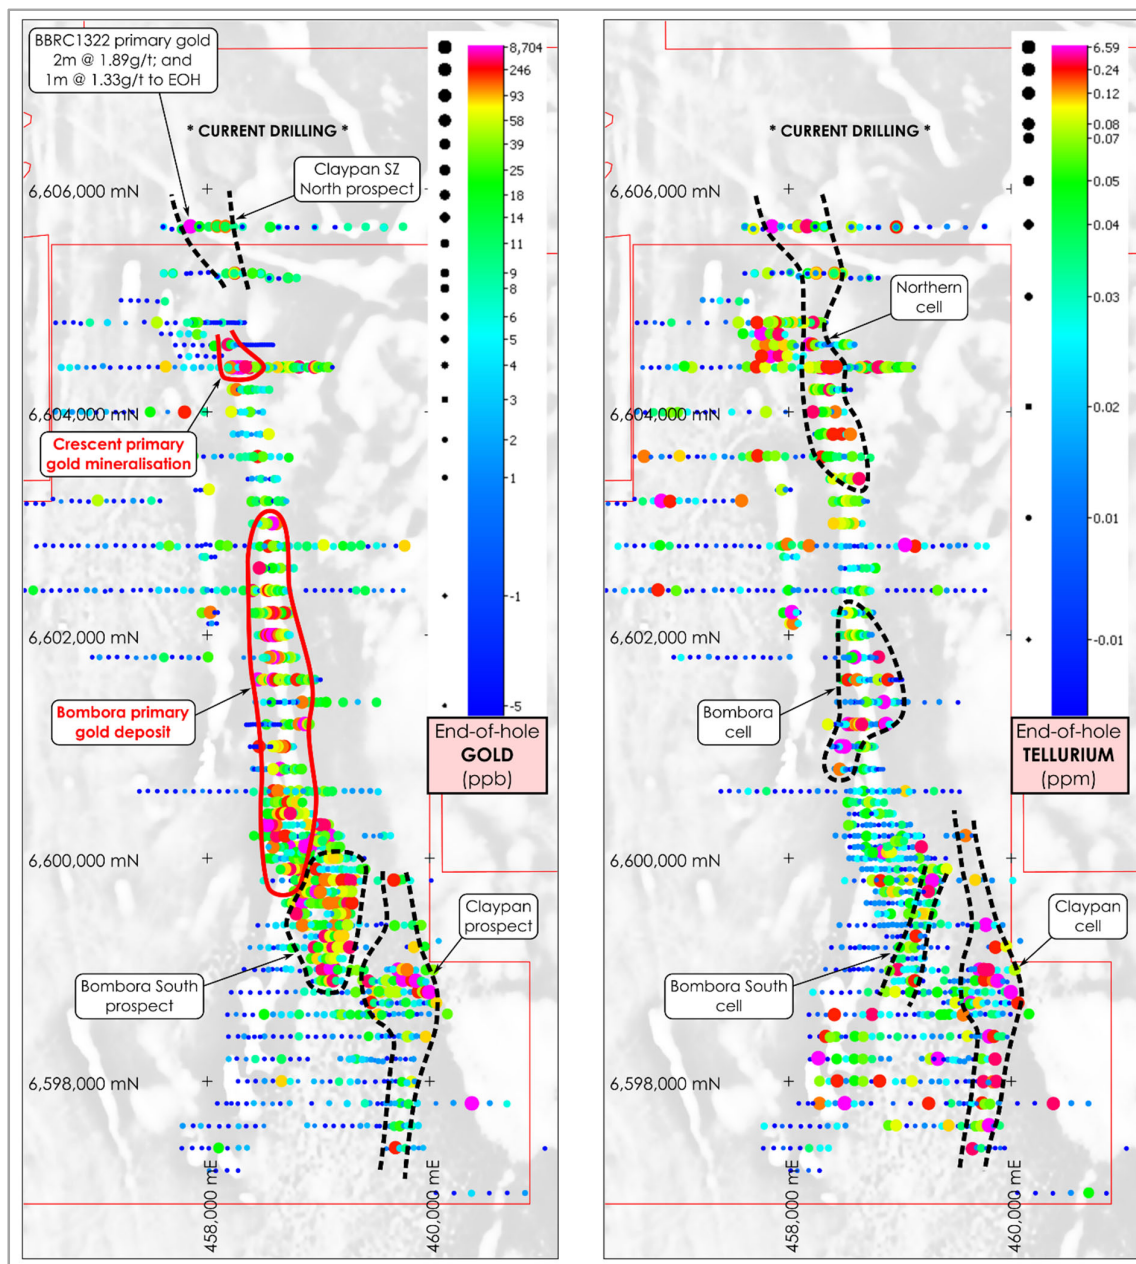 BBRC1322 primary gold
2m @ 1.89g/t; and
1m @ 1.33g/t to EOH
* CURRENT DRILLING *
Claypan SZ
North prospect
6,606,000 mN
6,604,000 mN
Crescent primary
gold mineralisation
6,602,000 mN
Bombora primary
gold deposit
6,600,000 mN
Claypan
prospect
Bombora South
prospect
6,598,000 mN
458,000 mE
460,000 mE
8,704
246
93
58
39
25
18
14
11
9
8
6
5
4
3
2
1
-1
-5
End-of-hole
GOLD
(ppb)
* CURRENT DRILLING *
6,606,000 mN
Northern
cell
6,604,000 mN
6,602,000 mN
Bombora
cell
6,600,000 mN
Claypan
cell
Bombora South
cell
6,598,000 mN
458,000 mE
460,000 mE
6.59
0.24
0.12
0.08
0.07
0.05
0.04
0.03
0.02
0.01
-0.01
End-of-hole
TELLURIUM
(ppm)